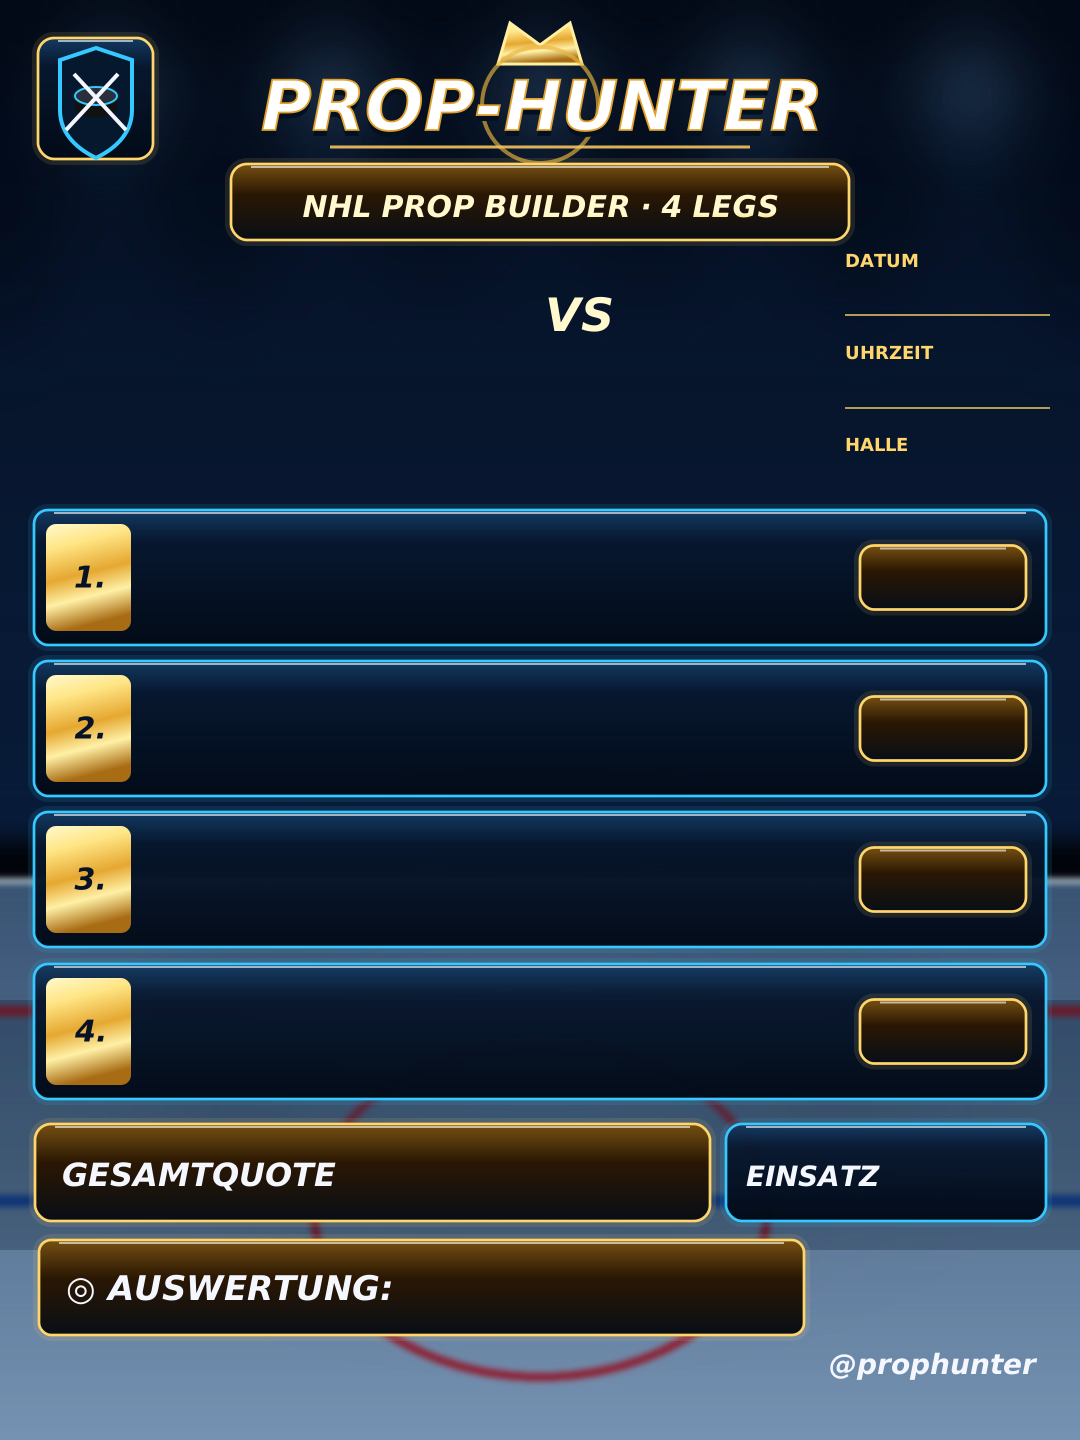 PROP-HUNTER
NHL PROP BUILDER · 4 LEGS
DATUM
VS
UHRZEIT
HALLE
1.
2.
3.
4.
GESAMTQUOTE
EINSATZ
◎ AUSWERTUNG:
@prophunter